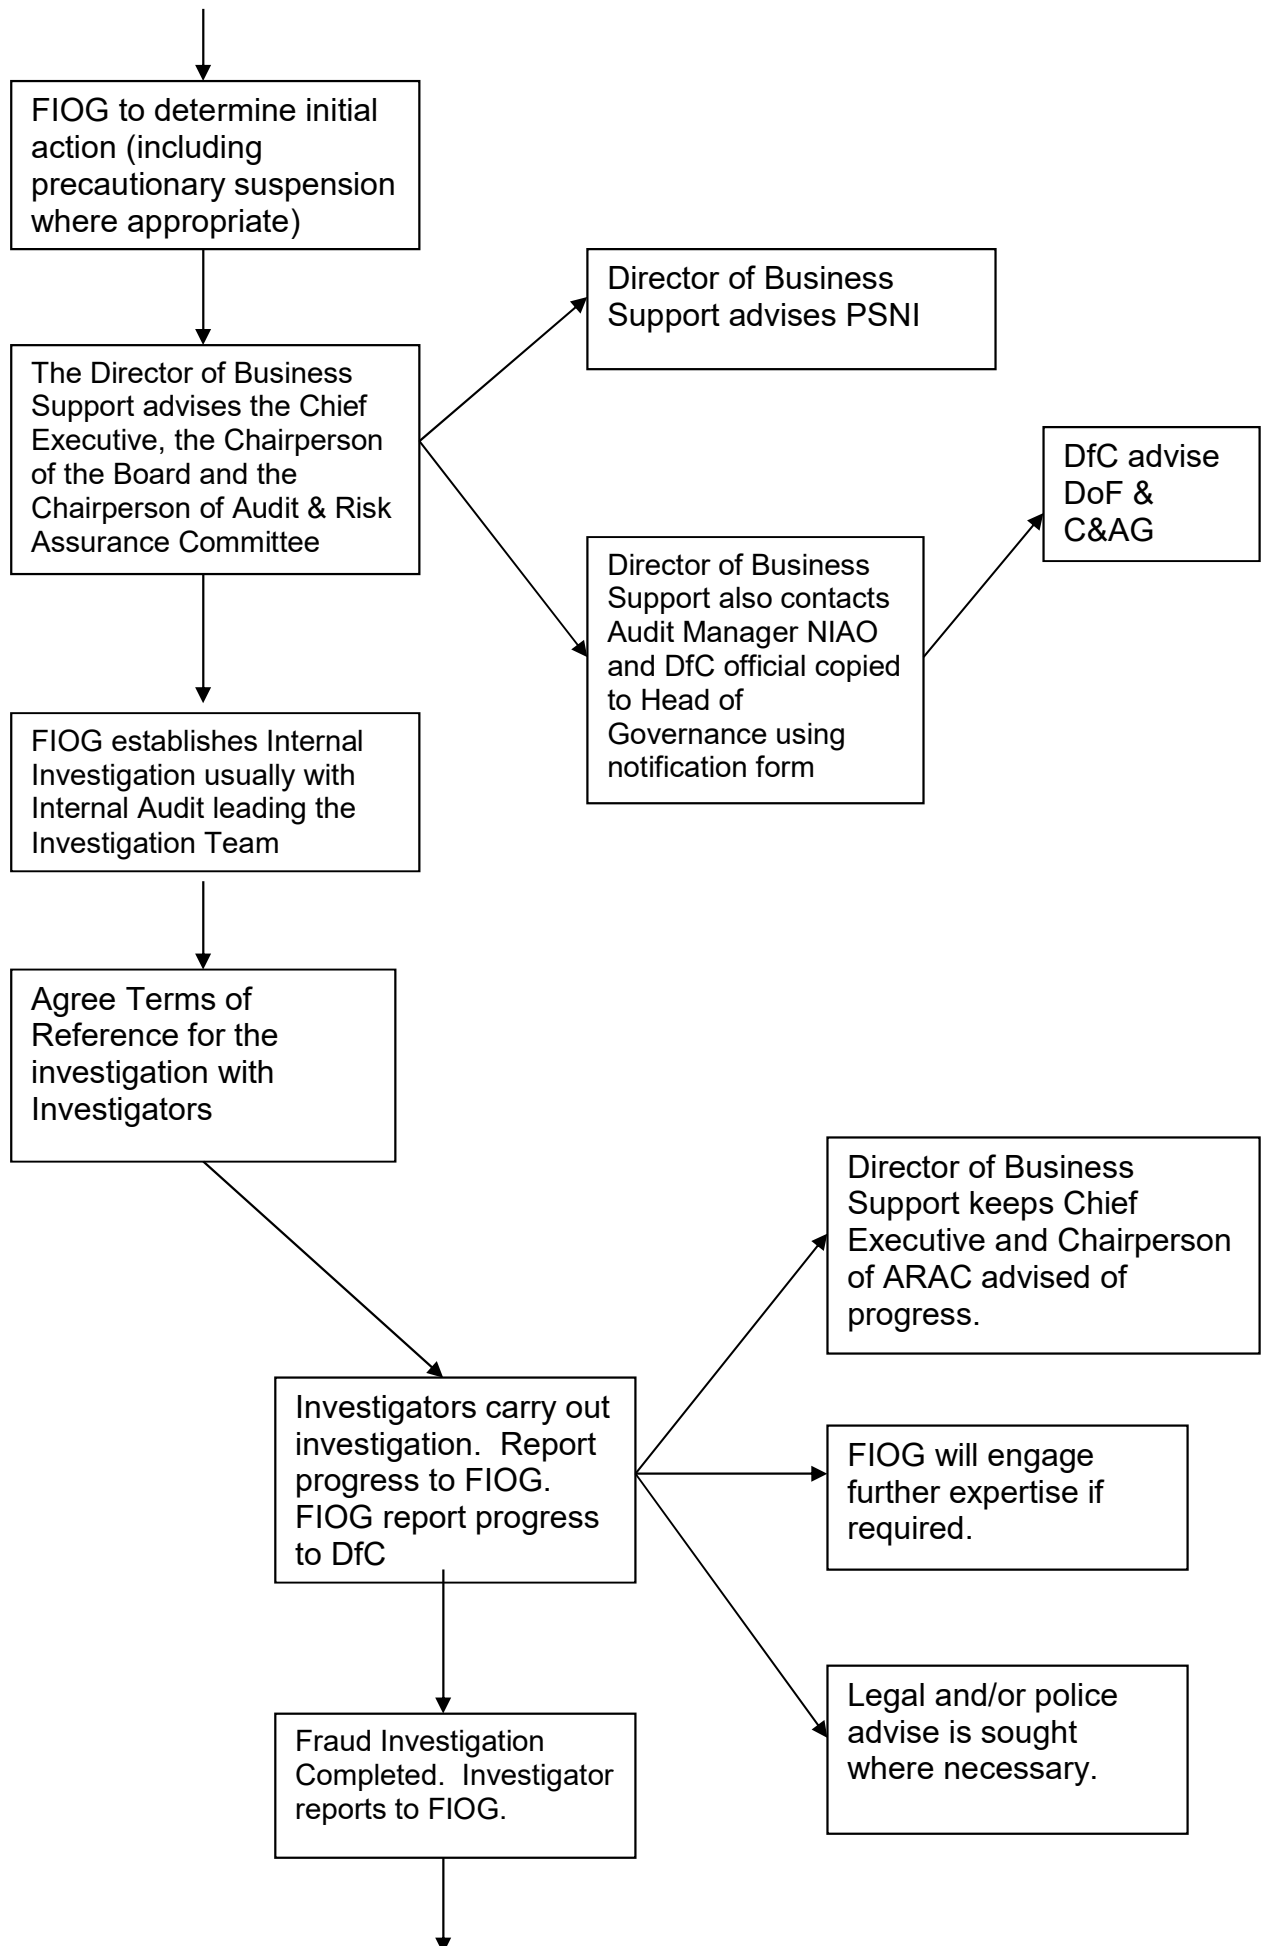 FIOG to determine initial
action (including
precautionary suspension
where appropriate)
Director of Business
Support advises PSNI
The Director of Business
Support advises the Chief
Executive, the Chairperson
of the Board and the
Chairperson of Audit & Risk
Assurance Committee
DfC advise
DoF &
C&AG
Director of Business
Support also contacts
Audit Manager NIAO
and DfC official copied
to Head of
Governance using
notification form
FIOG establishes Internal
Investigation usually with
Internal Audit leading the
Investigation Team
Agree Terms of
Reference for the
investigation with
Investigators
Director of Business
Support keeps Chief
Executive and Chairperson
of ARAC advised of
progress.
Investigators carry out
investigation.  Report
progress to FIOG.
FIOG report progress
to DfC
FIOG will engage
further expertise if
required.
Legal and/or police
advise is sought
where necessary.
Fraud Investigation
Completed.  Investigator
reports to FIOG.